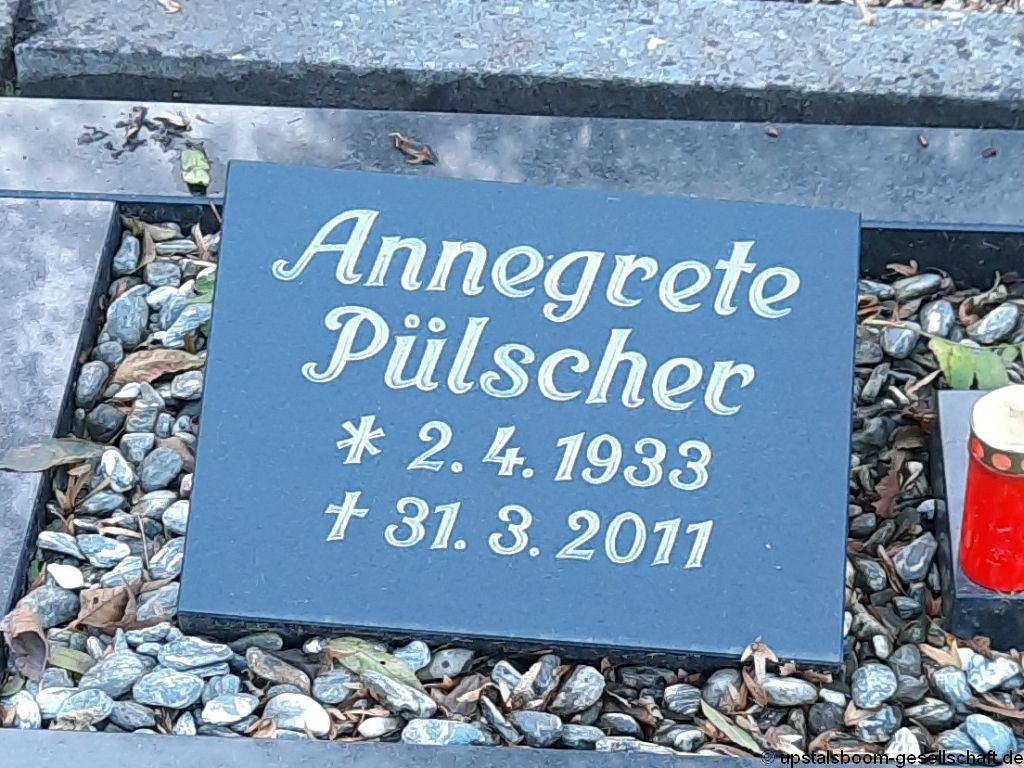 Annegrete
Pülscher
* 2. 4. 1933
† 31. 3. 2011
© upstalsboom-gesellschaft.de